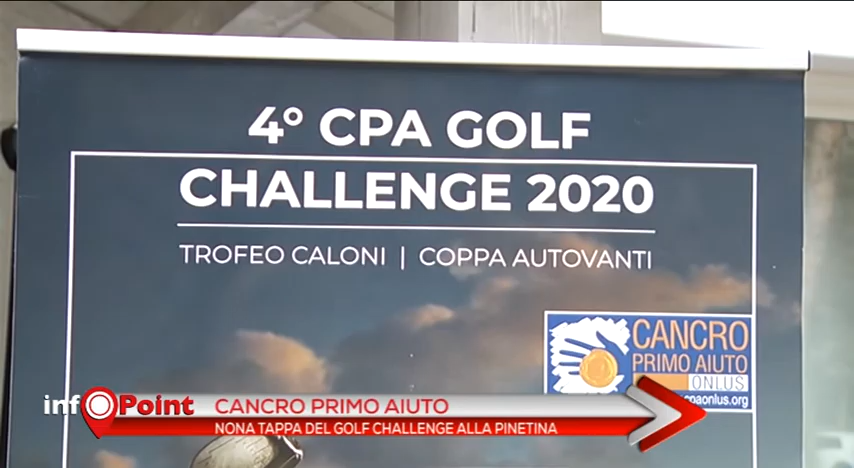 4° CPA GOLF
CHALLENGE 2020
TROFEO CALONI | COPPA AUTOVANTI
CANCRO
PRIMO AIUTO
ONLUS
cpaonlus.org
infoPoint
CANCRO PRIMO AIUTO
NONA TAPPA DEL GOLF CHALLENGE ALLA PINETINA